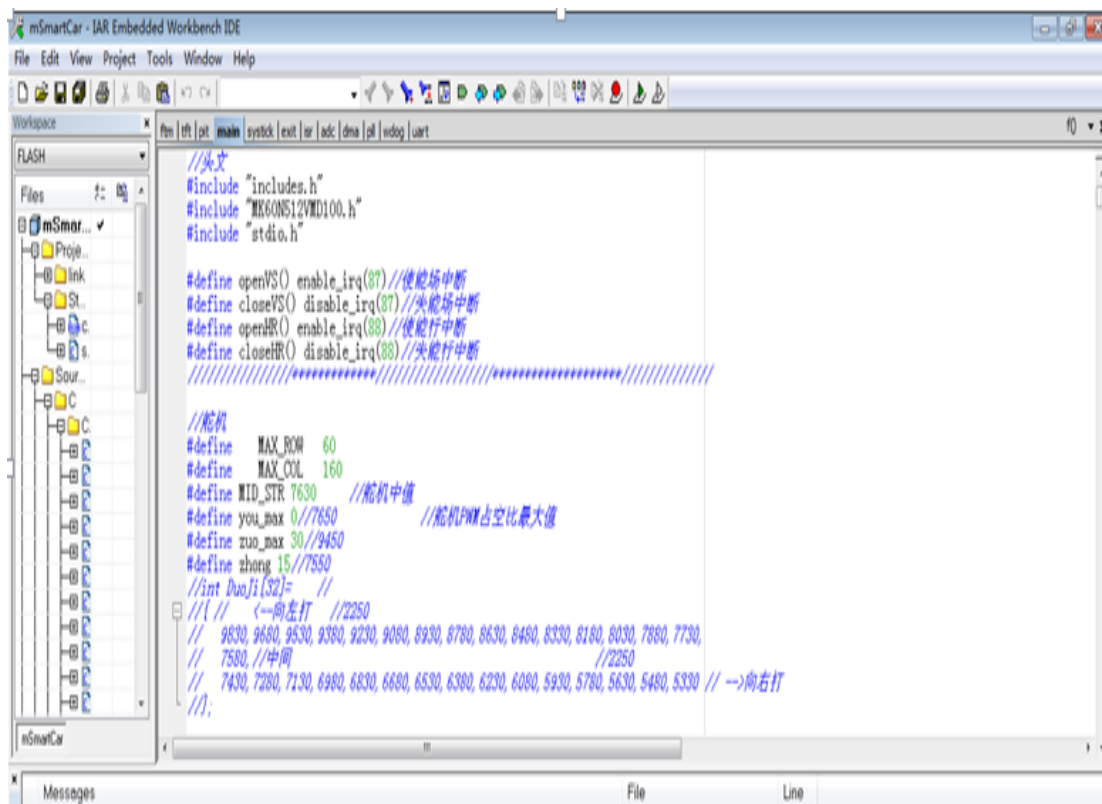 mSmartCar - IAR Embedded Workbench IDE
File Edit View Project Tools Window Help
Workspace
FLASH
Files
mSmar...
Proje...
link
St...
c.
s.
Sour...
C
C.
ftm | tft | pit | main | systick | exit | isr | adc | dma | pll | wdog | uart
f()
//头文
#include "includes.h"
#include "MK60N512VMD100.h"
#include "stdio.h"
#define openVS() enable_irq(87)//使能场中断
#define closeVS() disable_irq(87)//失能场中断
#define openHR() enable_irq(88)//使能行中断
#define closeHR() disable_irq(88)//失能行中断
////////////////*************//////////////////********************//////////////
//舵机
#define MAX_ROW 60
#define MAX_COL 160
#define MID_STR 7630 //舵机中值
#define you_max 0//7650 //舵机PWM占空比最大值
#define zuo_max 30//9450
#define zhong 15//7550
//int DuoJi[32]= //
//{ // <--向左打 //2250
// 9830, 9680, 9530, 9380, 9230, 9080, 8930, 8780, 8630, 8480, 8330, 8180, 8030, 7880, 7730,
// 7580, //中间 //2250
// 7430, 7280, 7130, 6980, 6830, 6680, 6530, 6380, 6230, 6080, 5930, 5780, 5630, 5480, 5330 // -->向右打
//};
mSmartCar
Messages File Line